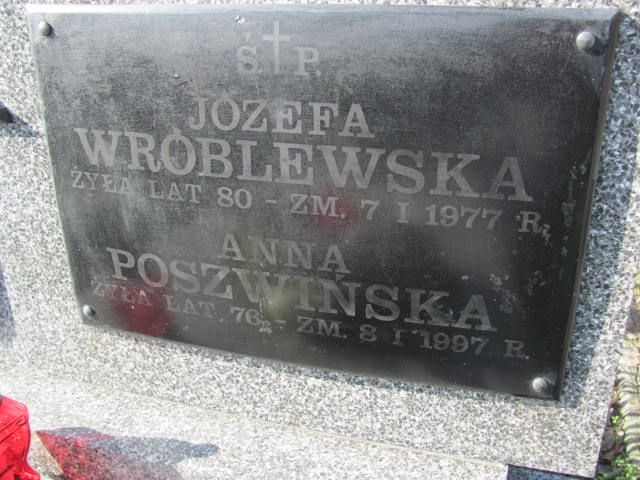 Ś. † P.
JÓZEFA
WRÓBLEWSKA
ŻYŁA LAT 80 - ZM. 7 I 1977 R.
ANNA
POSZWIŃSKA
ŻYŁA LAT 76 - ZM. 8 I 1997 R.